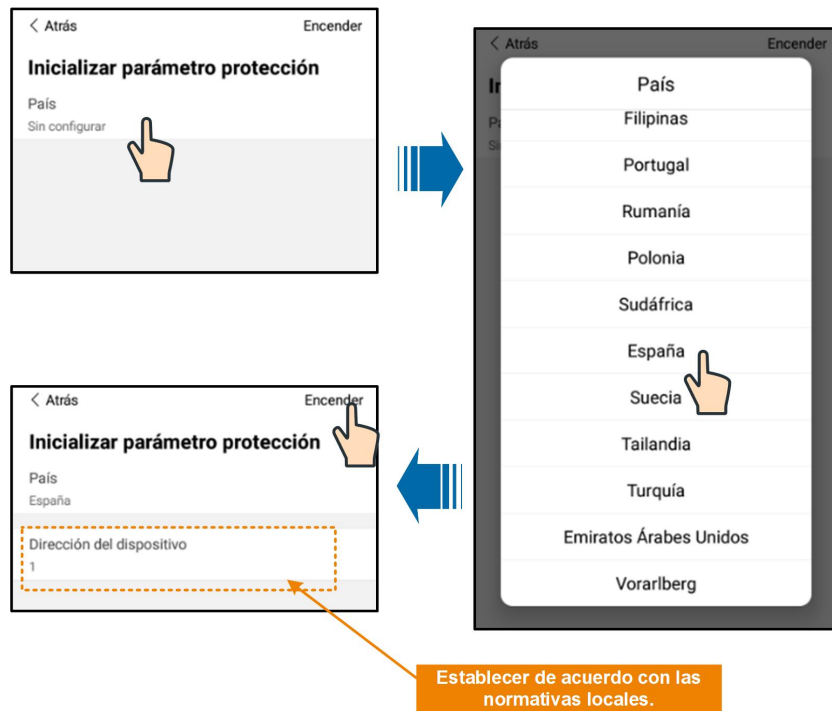 Atrás
Encender
Inicializar parámetro protección
País
Sin configurar
Atrás
Encender
País
Filipinas
Portugal
Rumanía
Polonia
Sudáfrica
España
Suecia
Tailandia
Turquía
Emiratos Árabes Unidos
Vorarlberg
Atrás
Encender
Inicializar parámetro protección
País
España
Dirección del dispositivo
1
Establecer de acuerdo con las
normativas locales.